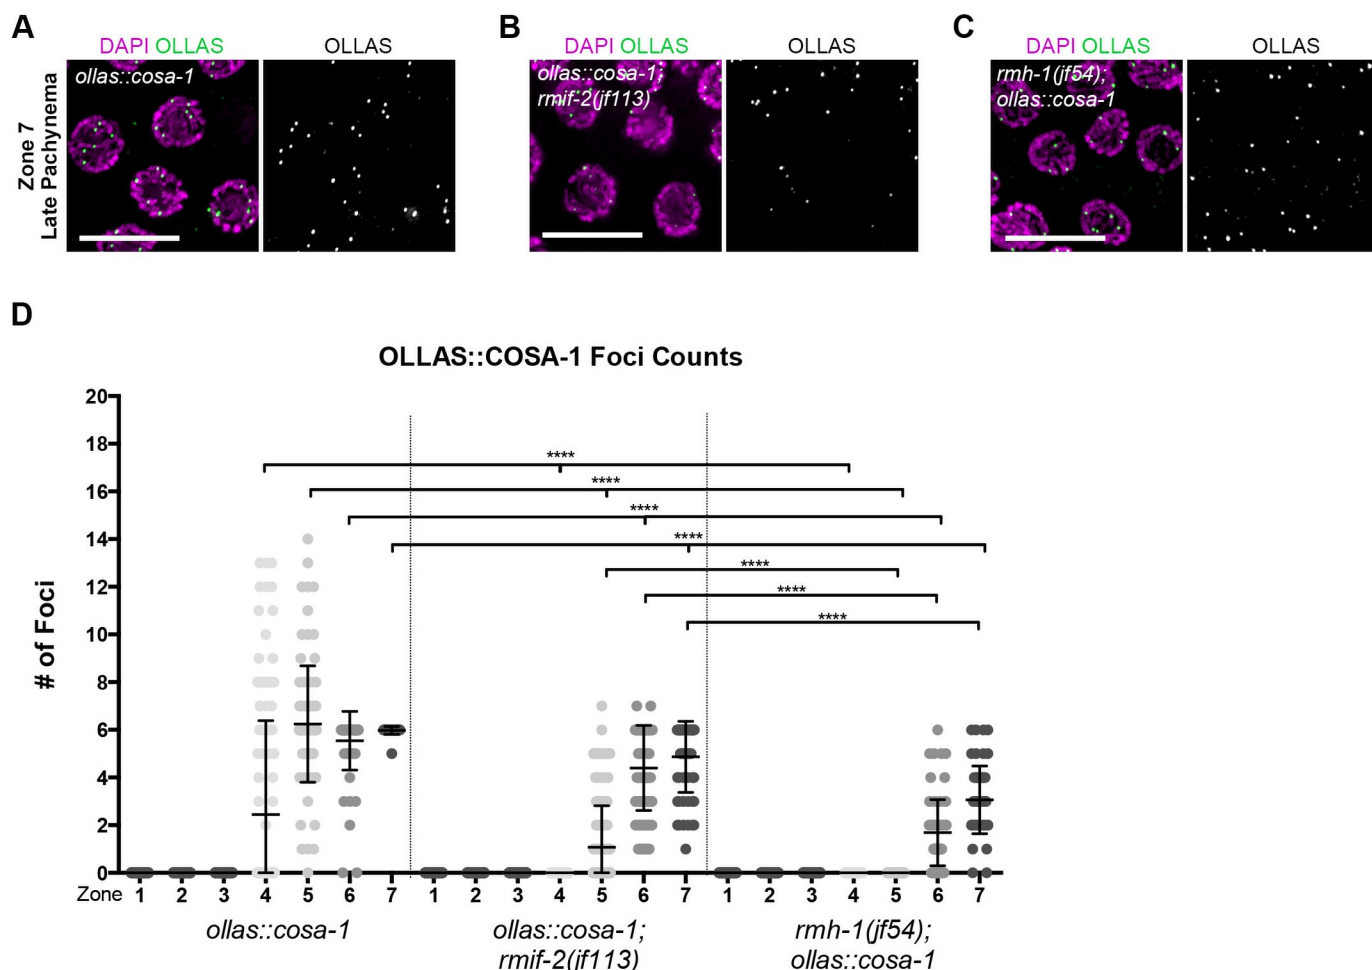 A
DAPI OLLAS
OLLAS
ollas::cosa-1
Zone 7
Late Pachynema
B
DAPI OLLAS
OLLAS
ollas::cosa-1;
rmif-2(jf113)
C
DAPI OLLAS
OLLAS
rmh-1(jf54);
ollas::cosa-1
D
OLLAS::COSA-1 Foci Counts
# of Foci
20
18
16
14
12
10
8
6
4
2
0
****
****
****
****
****
****
****
Zone 1 2 3 4 5 6 7 1 2 3 4 5 6 7 1 2 3 4 5 6 7
ollas::cosa-1
ollas::cosa-1;
rmif-2(jf113)
rmh-1(jf54);
ollas::cosa-1